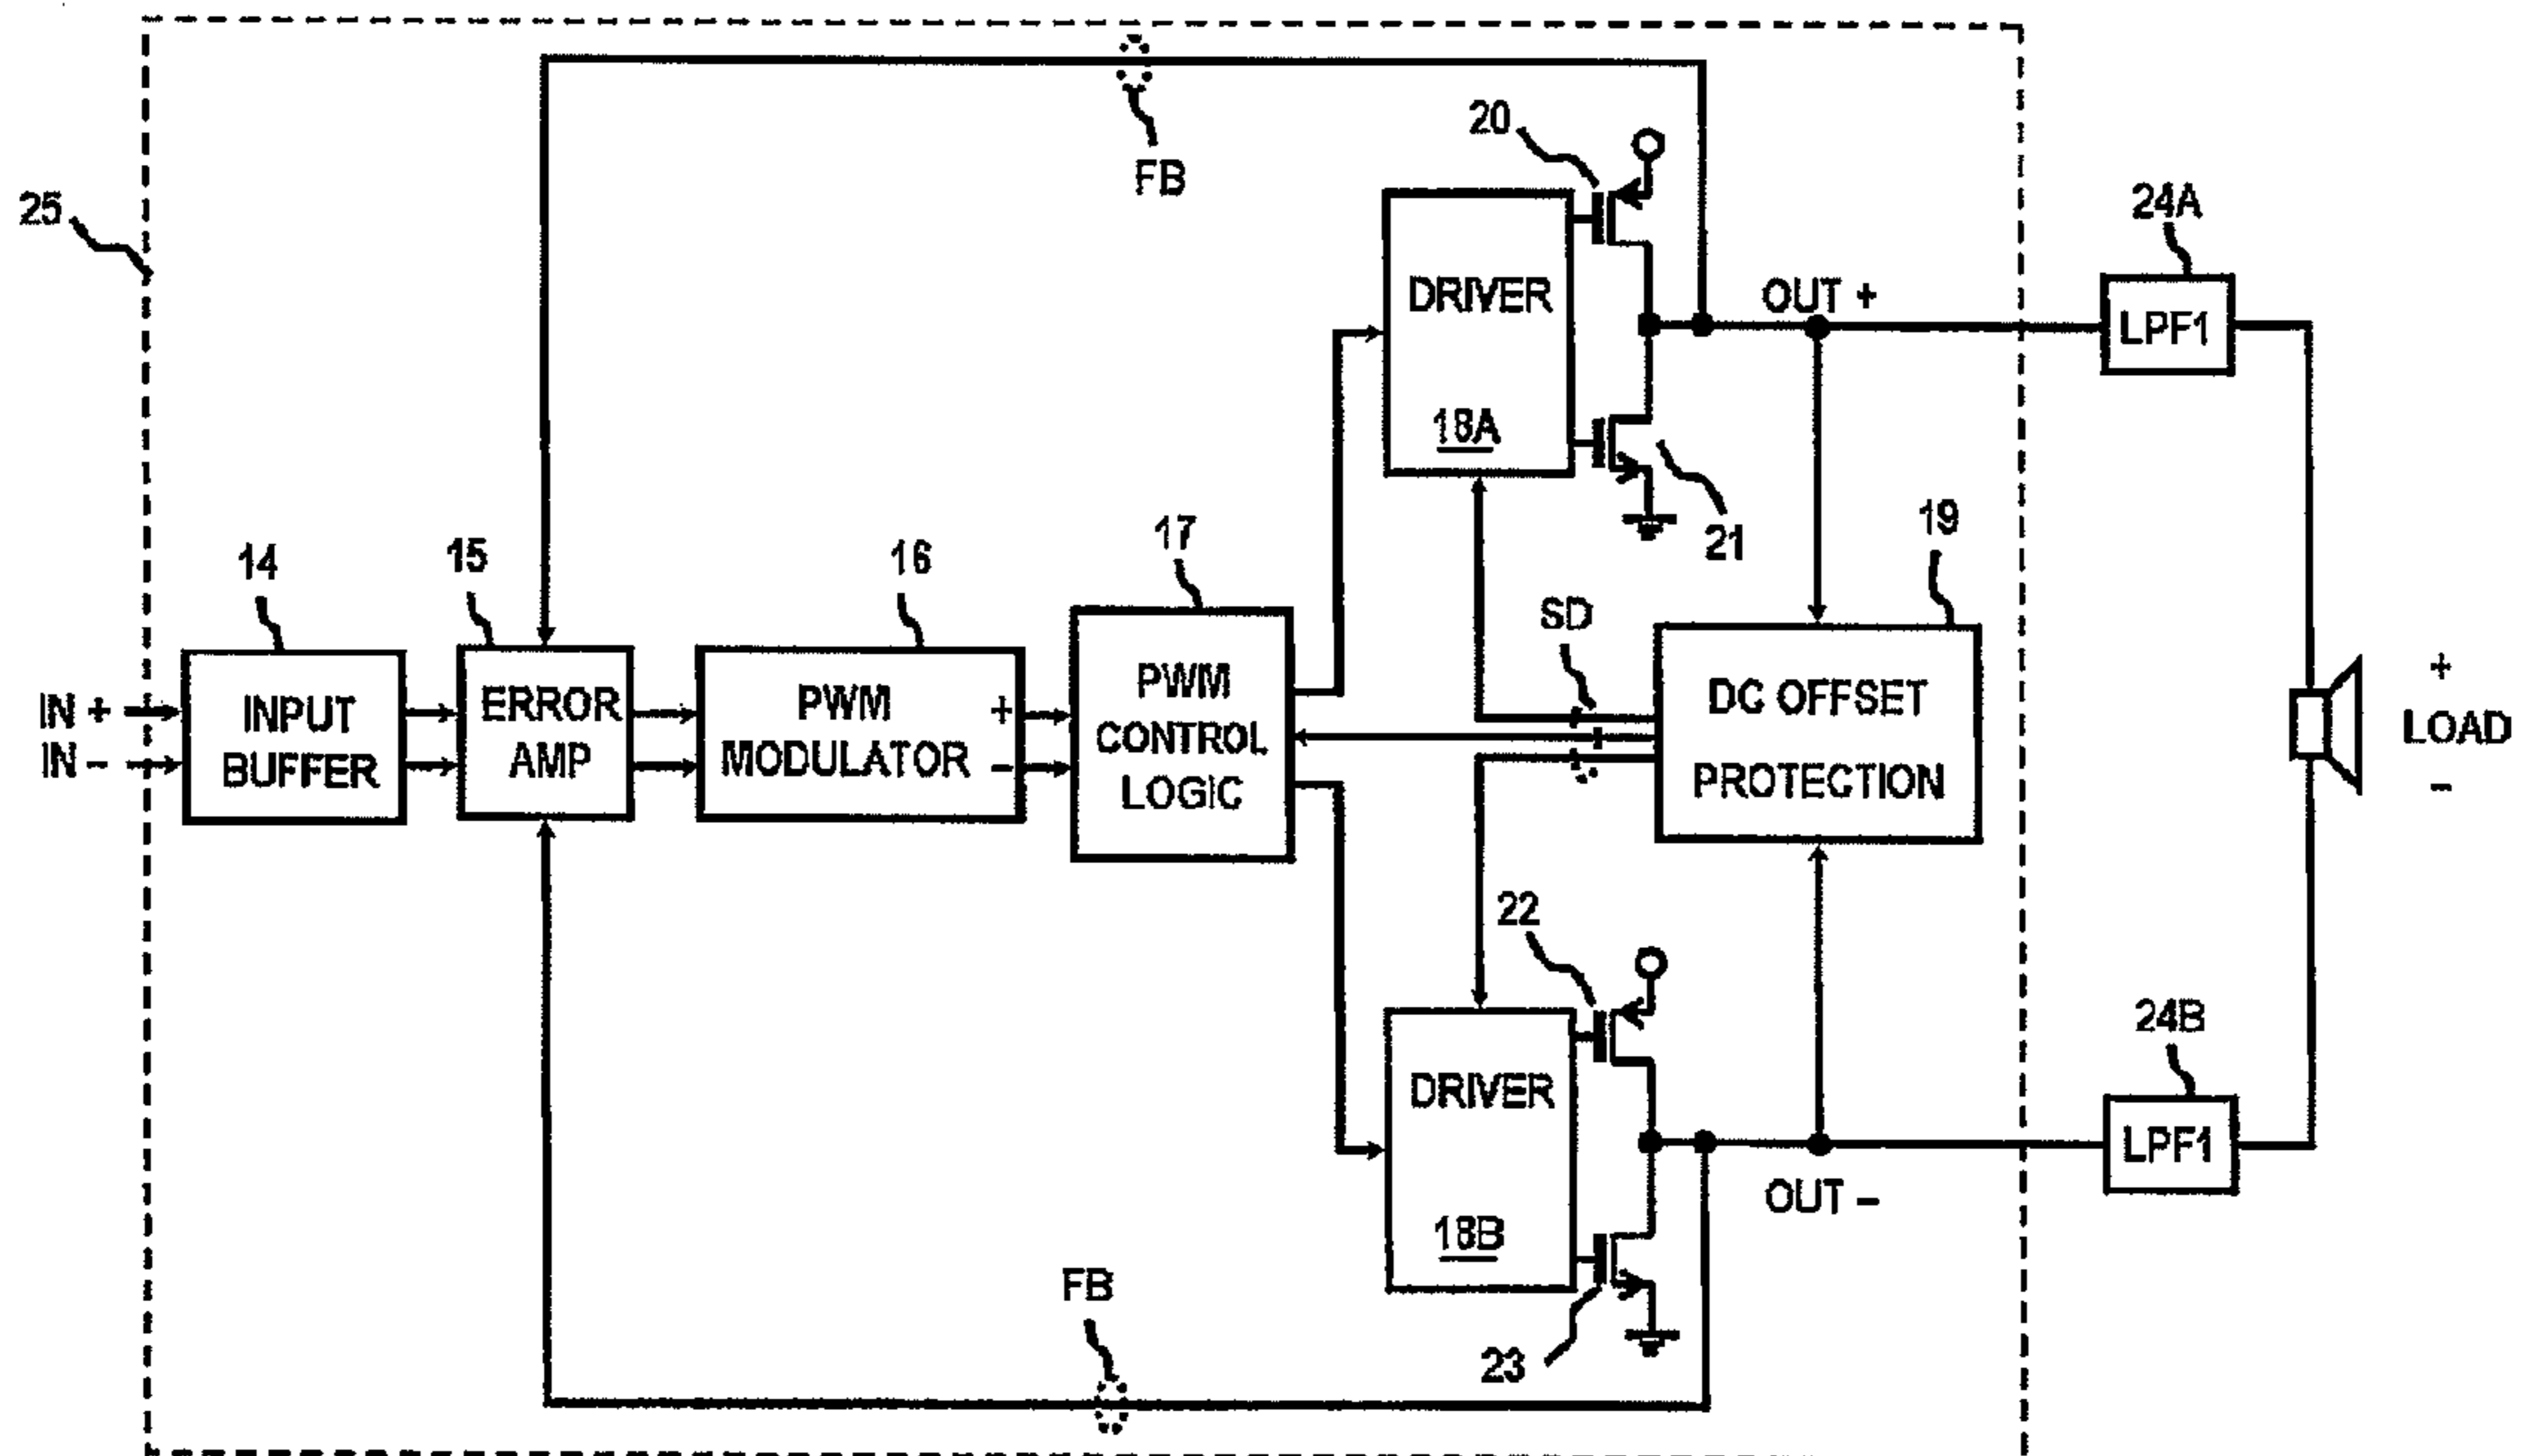 FB
20
25
24A
DRIVER
OUT +
LPF1
18A
19
17
21
14
15
16
SD
IN +
IN -
INPUT
BUFFER
ERROR
AMP
PWM
MODULATOR
+
-
PWM
CONTROL
LOGIC
DC OFFSET
PROTECTION
+
LOAD
-
22
24B
DRIVER
LPF1
OUT -
18B
FB
23